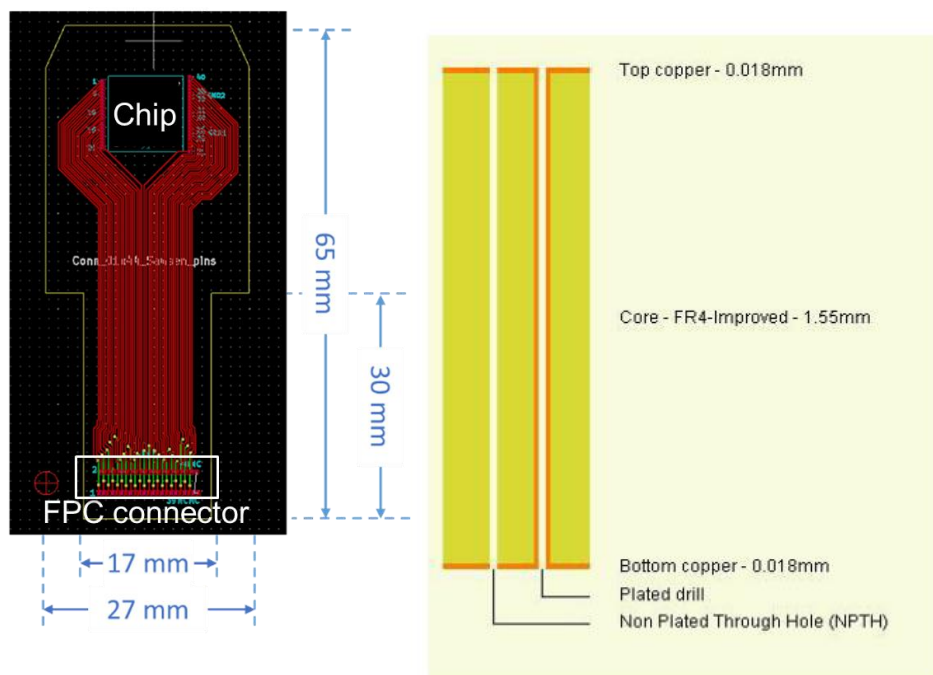 Chip
Conn_01x40_Samsen_pins
FPC connector
65 mm
30 mm
17 mm
27 mm
Top copper - 0.018mm
Core - FR4-Improved - 1.55mm
Bottom copper - 0.018mm
Plated drill
Non Plated Through Hole (NPTH)